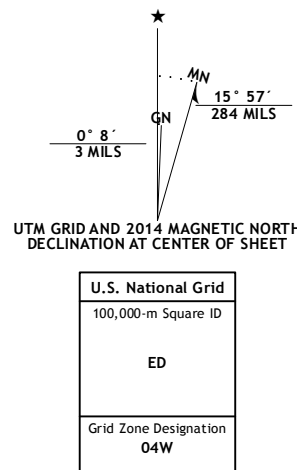 ★
MN
GN
15° 57´
284 MILS
0° 8´
3 MILS
UTM GRID AND 2014 MAGNETIC NORTH
DECLINATION AT CENTER OF SHEET
U.S. National Grid
100,000-m Square ID
ED
Grid Zone Designation
04W